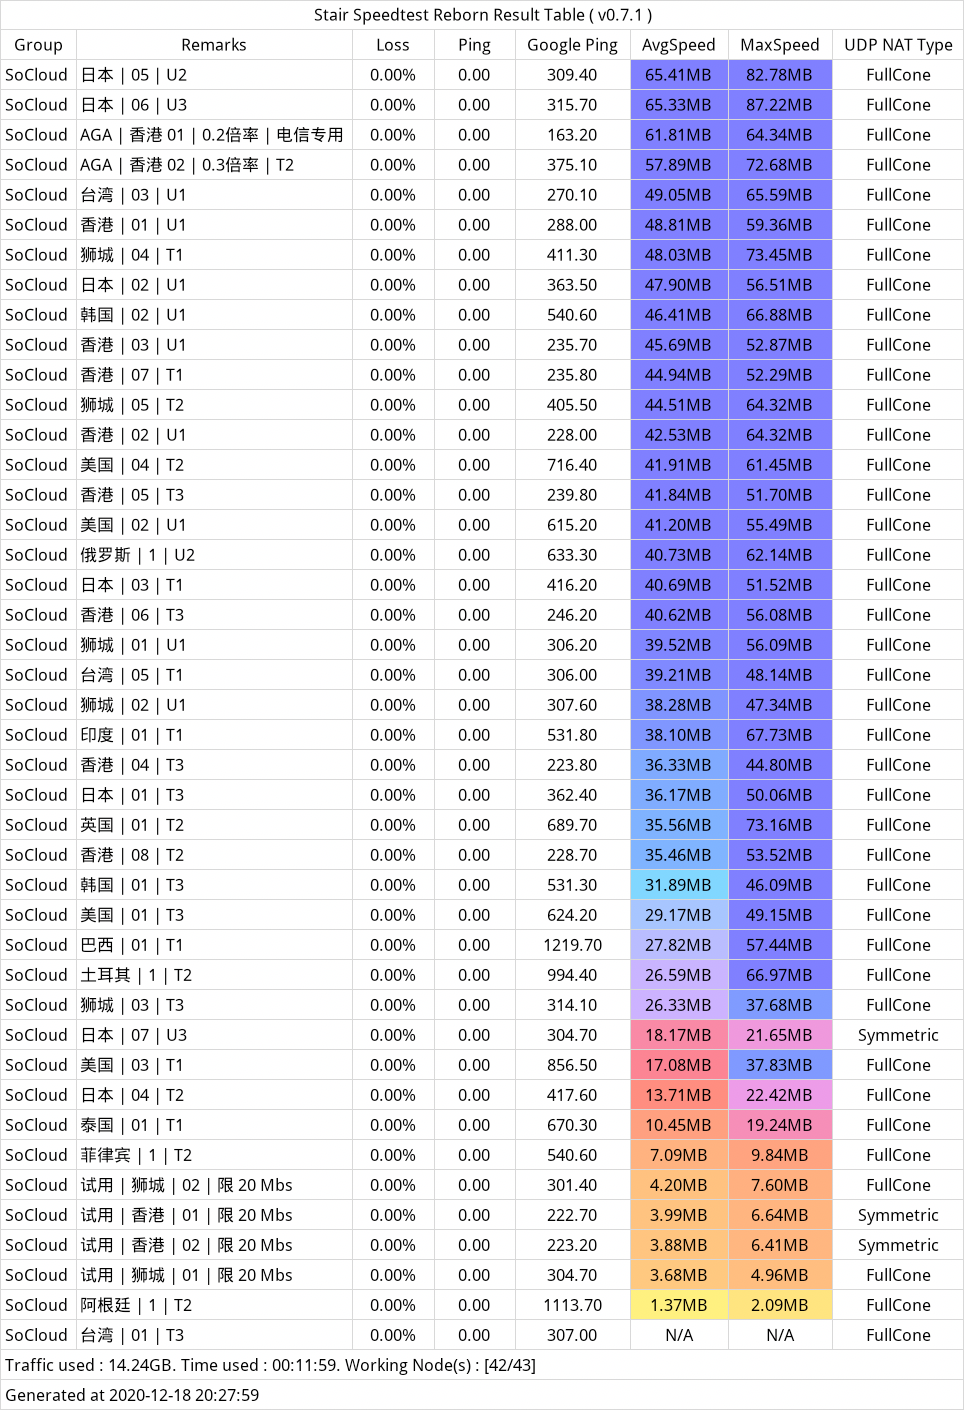 Stair Speedtest Reborn Result Table ( v0.7.1 )
Group Remarks Loss Ping Google Ping AvgSpeed MaxSpeed UDP NAT Type
SoCloud 日本 | 05 | U2 0.00% 0.00 309.40 65.41MB 82.78MB FullCone
SoCloud 日本 | 06 | U3 0.00% 0.00 315.70 65.33MB 87.22MB FullCone
SoCloud AGA | 香港 01 | 0.2倍率 | 电信专用 0.00% 0.00 163.20 61.81MB 64.34MB FullCone
SoCloud AGA | 香港 02 | 0.3倍率 | T2 0.00% 0.00 375.10 57.89MB 72.68MB FullCone
SoCloud 台湾 | 03 | U1 0.00% 0.00 270.10 49.05MB 65.59MB FullCone
SoCloud 香港 | 01 | U1 0.00% 0.00 288.00 48.81MB 59.36MB FullCone
SoCloud 狮城 | 04 | T1 0.00% 0.00 411.30 48.03MB 73.45MB FullCone
SoCloud 日本 | 02 | U1 0.00% 0.00 363.50 47.90MB 56.51MB FullCone
SoCloud 韩国 | 02 | U1 0.00% 0.00 540.60 46.41MB 66.88MB FullCone
SoCloud 香港 | 03 | U1 0.00% 0.00 235.70 45.69MB 52.87MB FullCone
SoCloud 香港 | 07 | T1 0.00% 0.00 235.80 44.94MB 52.29MB FullCone
SoCloud 狮城 | 05 | T2 0.00% 0.00 405.50 44.51MB 64.32MB FullCone
SoCloud 香港 | 02 | U1 0.00% 0.00 228.00 42.53MB 64.32MB FullCone
SoCloud 美国 | 04 | T2 0.00% 0.00 716.40 41.91MB 61.45MB FullCone
SoCloud 香港 | 05 | T3 0.00% 0.00 239.80 41.84MB 51.70MB FullCone
SoCloud 美国 | 02 | U1 0.00% 0.00 615.20 41.20MB 55.49MB FullCone
SoCloud 俄罗斯 | 1 | U2 0.00% 0.00 633.30 40.73MB 62.14MB FullCone
SoCloud 日本 | 03 | T1 0.00% 0.00 416.20 40.69MB 51.52MB FullCone
SoCloud 香港 | 06 | T3 0.00% 0.00 246.20 40.62MB 56.08MB FullCone
SoCloud 狮城 | 01 | U1 0.00% 0.00 306.20 39.52MB 56.09MB FullCone
SoCloud 台湾 | 05 | T1 0.00% 0.00 306.00 39.21MB 48.14MB FullCone
SoCloud 狮城 | 02 | U1 0.00% 0.00 307.60 38.28MB 47.34MB FullCone
SoCloud 印度 | 01 | T1 0.00% 0.00 531.80 38.10MB 67.73MB FullCone
SoCloud 香港 | 04 | T3 0.00% 0.00 223.80 36.33MB 44.80MB FullCone
SoCloud 日本 | 01 | T3 0.00% 0.00 362.40 36.17MB 50.06MB FullCone
SoCloud 英国 | 01 | T2 0.00% 0.00 689.70 35.56MB 73.16MB FullCone
SoCloud 香港 | 08 | T2 0.00% 0.00 228.70 35.46MB 53.52MB FullCone
SoCloud 韩国 | 01 | T3 0.00% 0.00 531.30 31.89MB 46.09MB FullCone
SoCloud 美国 | 01 | T3 0.00% 0.00 624.20 29.17MB 49.15MB FullCone
SoCloud 巴西 | 01 | T1 0.00% 0.00 1219.70 27.82MB 57.44MB FullCone
SoCloud 土耳其 | 1 | T2 0.00% 0.00 994.40 26.59MB 66.97MB FullCone
SoCloud 狮城 | 03 | T3 0.00% 0.00 314.10 26.33MB 37.68MB FullCone
SoCloud 日本 | 07 | U3 0.00% 0.00 304.70 18.17MB 21.65MB Symmetric
SoCloud 美国 | 03 | T1 0.00% 0.00 856.50 17.08MB 37.83MB FullCone
SoCloud 日本 | 04 | T2 0.00% 0.00 417.60 13.71MB 22.42MB FullCone
SoCloud 泰国 | 01 | T1 0.00% 0.00 670.30 10.45MB 19.24MB FullCone
SoCloud 菲律宾 | 1 | T2 0.00% 0.00 540.60 7.09MB 9.84MB FullCone
SoCloud 试用 | 狮城 | 02 | 限 20 Mbs 0.00% 0.00 301.40 4.20MB 7.60MB FullCone
SoCloud 试用 | 香港 | 01 | 限 20 Mbs 0.00% 0.00 222.70 3.99MB 6.64MB Symmetric
SoCloud 试用 | 香港 | 02 | 限 20 Mbs 0.00% 0.00 223.20 3.88MB 6.41MB Symmetric
SoCloud 试用 | 狮城 | 01 | 限 20 Mbs 0.00% 0.00 304.70 3.68MB 4.96MB FullCone
SoCloud 阿根廷 | 1 | T2 0.00% 0.00 1113.70 1.37MB 2.09MB FullCone
SoCloud 台湾 | 01 | T3 0.00% 0.00 307.00 N/A N/A FullCone
Traffic used : 14.24GB. Time used : 00:11:59. Working Node(s) : [42/43]
Generated at 2020-12-18 20:27:59